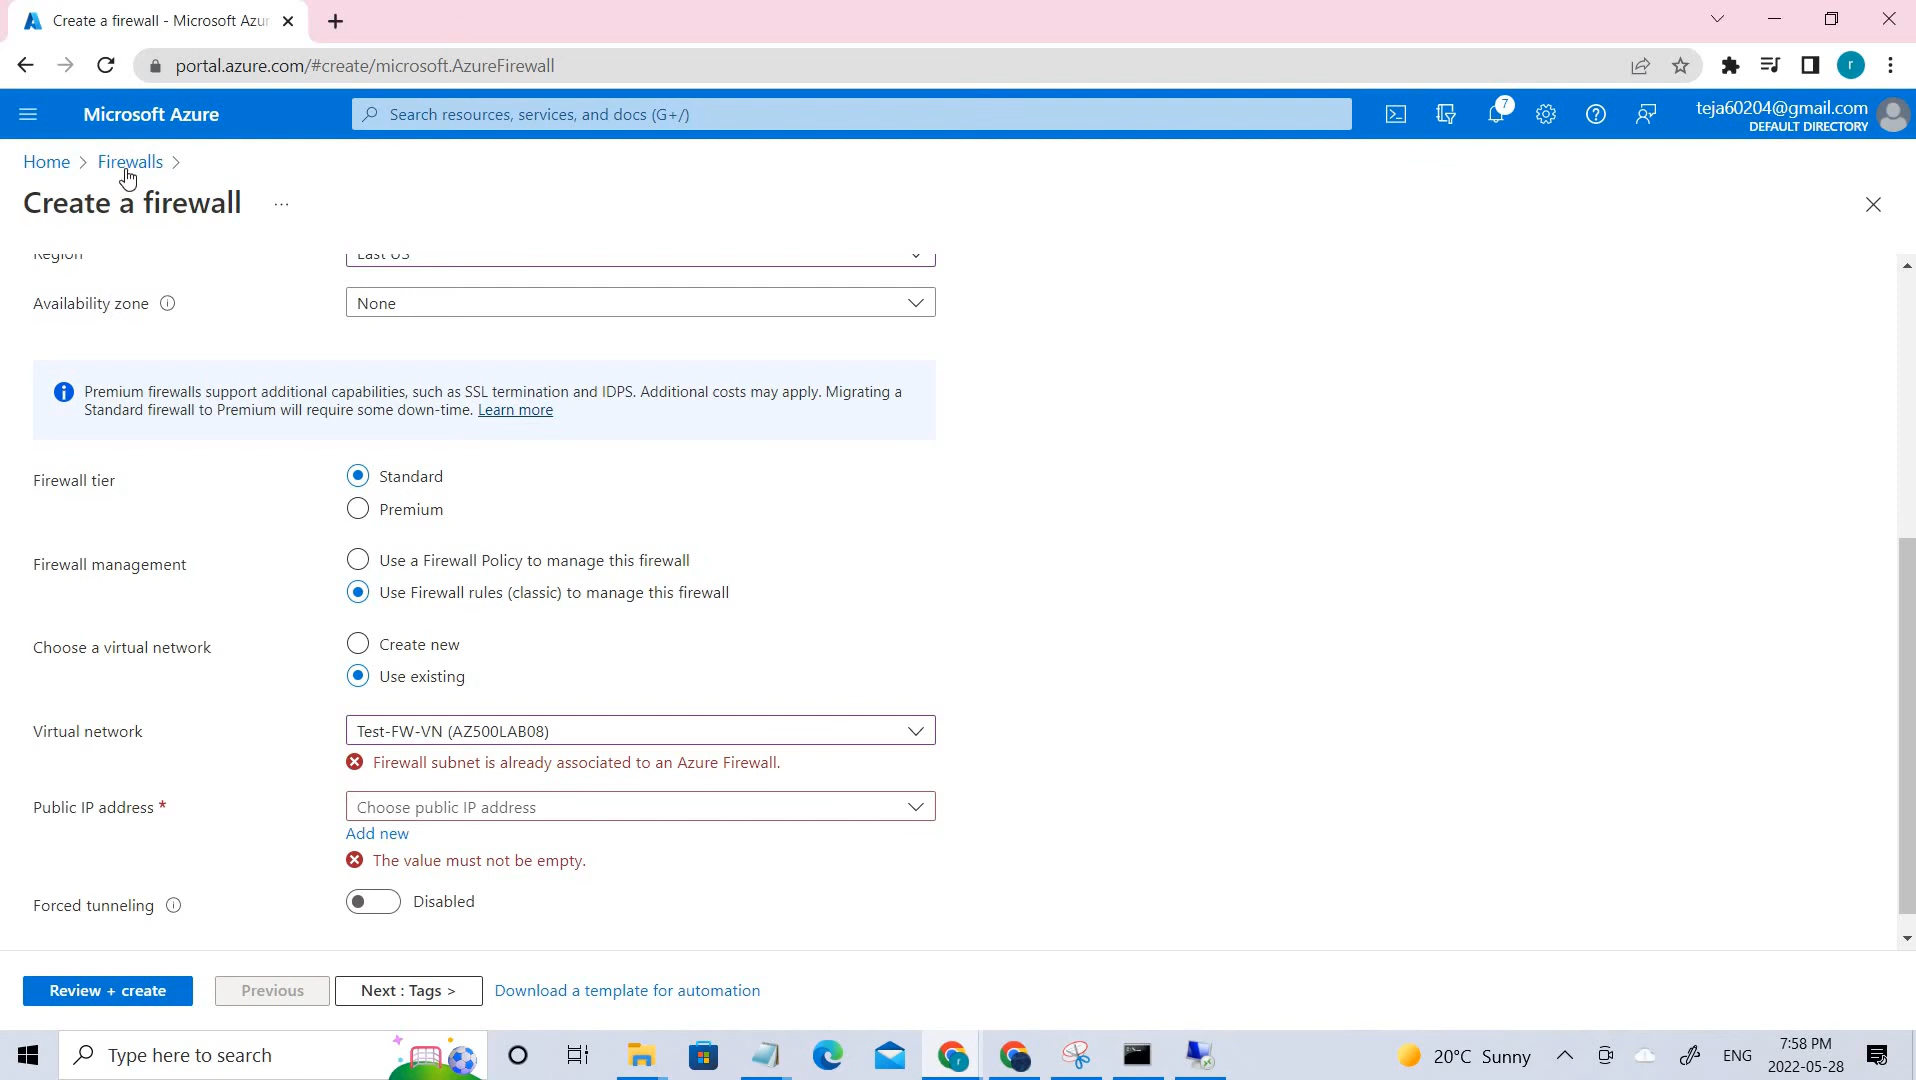 Create a firewall - Microsoft Azur
portal.azure.com/#create/microsoft.AzureFirewall
r
Microsoft Azure
Search resources, services, and docs (G+/)
7
teja60204@gmail.com
DEFAULT DIRECTORY
Home > Firewalls >
Create a firewall ...
Region
East US
Availability zone
None
Premium firewalls support additional capabilities, such as SSL termination and IDPS. Additional costs may apply. Migrating a
Standard firewall to Premium will require some down-time. Learn more
Firewall tier
Standard
Premium
Firewall management
Use a Firewall Policy to manage this firewall
Use Firewall rules (classic) to manage this firewall
Choose a virtual network
Create new
Use existing
Virtual network
Test-FW-VN (AZ500LAB08)
Firewall subnet is already associated to an Azure Firewall.
Public IP address *
Choose public IP address
Add new
The value must not be empty.
Forced tunneling
Disabled
Review + create
Previous
Next : Tags >
Download a template for automation
Type here to search
20°C Sunny
ENG
7:58 PM
2022-05-28